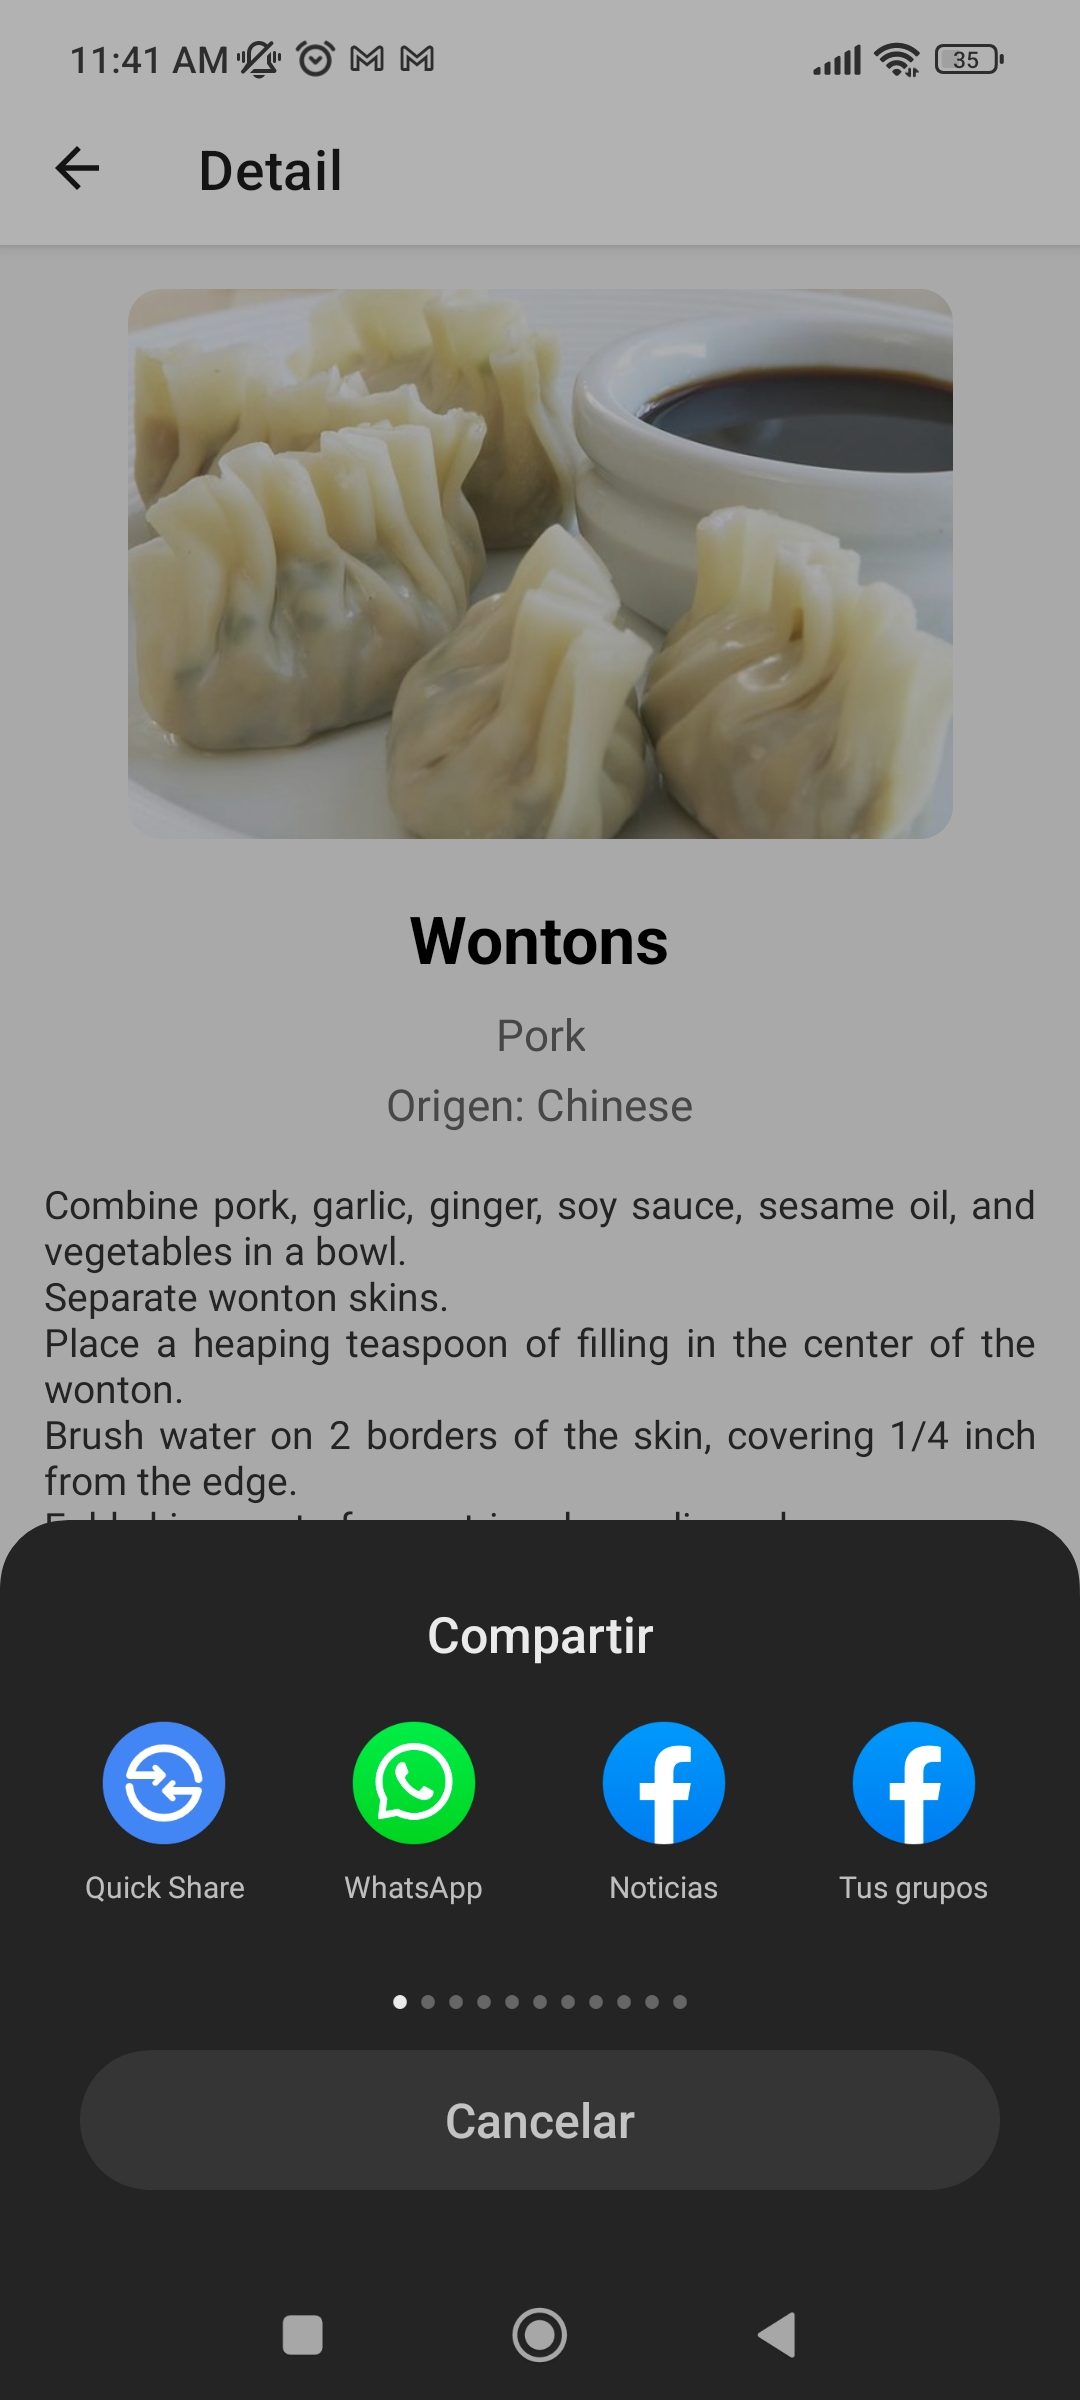 11:41 AM
35
Detail
Wontons
Pork
Origen: Chinese
Combine pork, garlic, ginger, soy sauce, sesame oil, and
vegetables in a bowl.
Separate wonton skins.
Place a heaping teaspoon of filling in the center of the
wonton.
Brush water on 2 borders of the skin, covering 1/4 inch
from the edge.
Compartir
Quick Share
WhatsApp
Noticias
Tus grupos
Cancelar